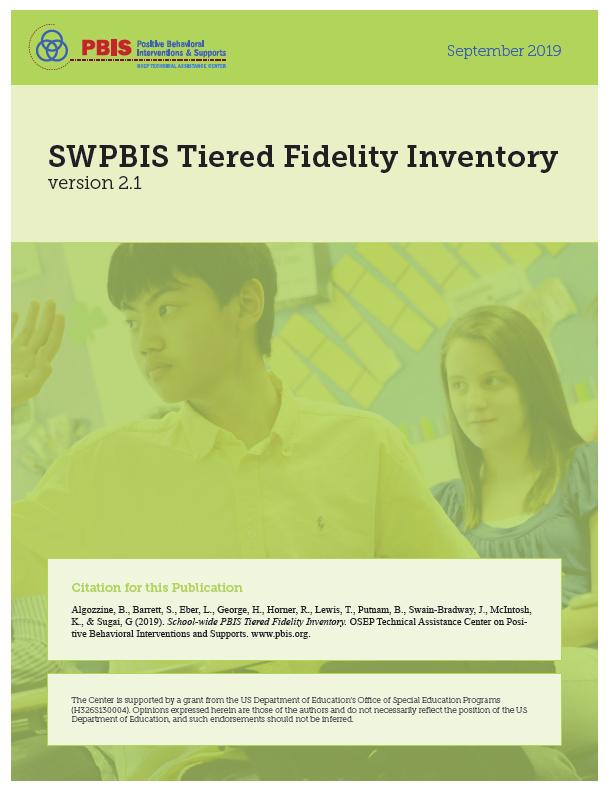 PBIS
Positive Behavioral
Interventions & Supports
OSEP TECHNICAL ASSISTANCE CENTER
September 2019
SWPBIS Tiered Fidelity Inventory
version 2.1
Citation for this Publication
Algozzine, B., Barrett, S., Eber, L., George, H., Horner, R., Lewis, T., Putnam, B., Swain-Bradway, J., McIntosh,
K., & Sugai, G (2019). School-wide PBIS Tiered Fidelity Inventory. OSEP Technical Assistance Center on Posi-
tive Behavioral Interventions and Supports. www.pbis.org.
The Center is supported by a grant from the US Department of Education's Office of Special Education Programs
(H326S130004). Opinions expressed herein are those of the authors and do not necessarily reflect the position of the US
Department of Education, and such endorsements should not be inferred.